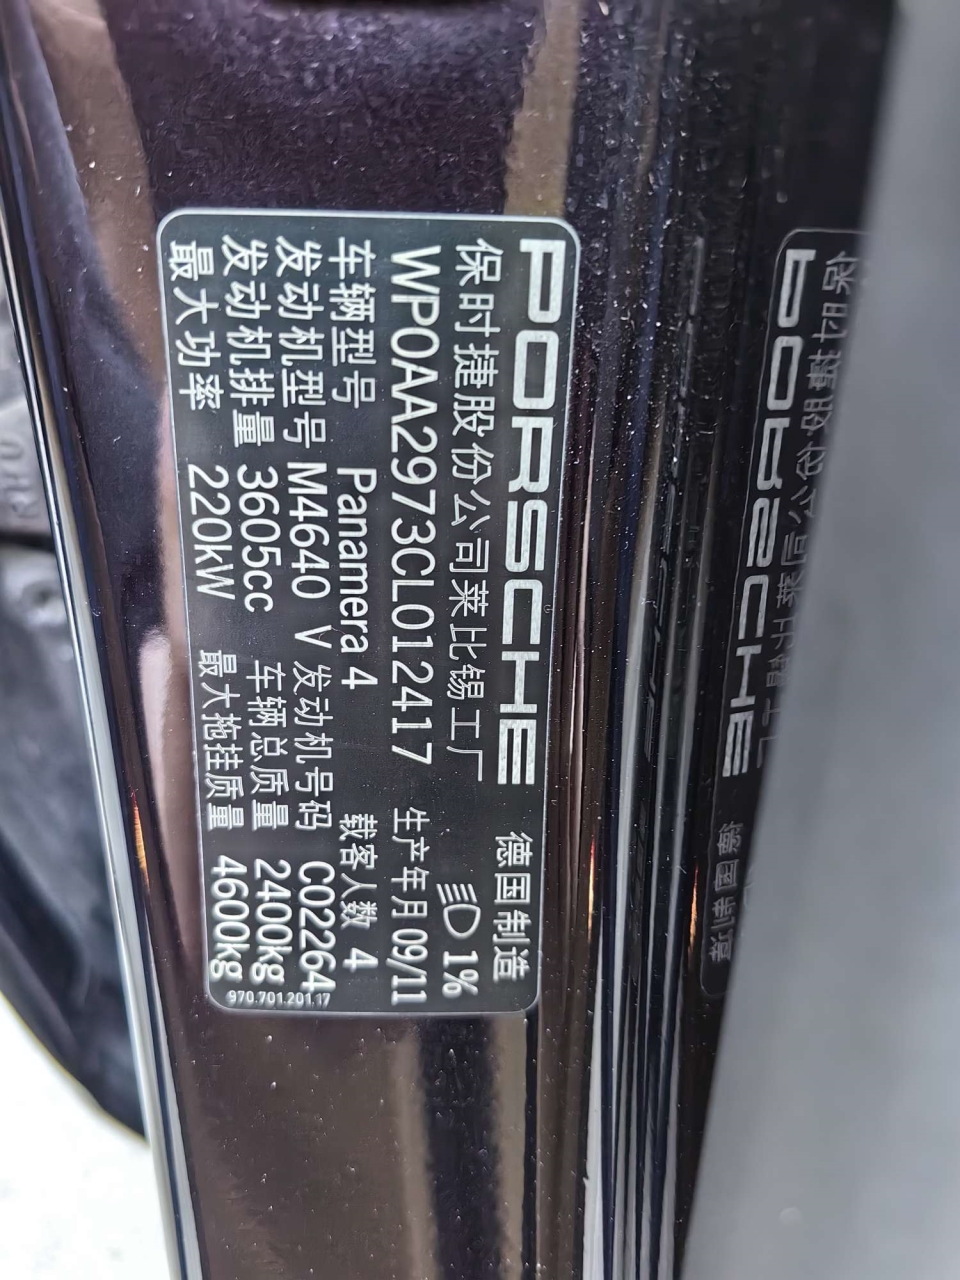 PORSCHE 德国制造
保时捷股份公司莱比锡工厂 1%
WP0AA2973CL012417 生产年月 09/11
车辆型号 Panamera 4 载客人数 4
发动机型号 M4640 V 发动机号码 C02264
发动机排量 3605cc 车辆总质量 2400kg
最大功率 220kW 最大拖挂质量 4600kg
970.701.201.17